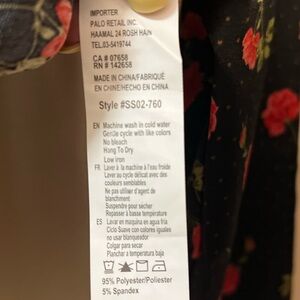 IMPORTER
PALO RETAIL INC.
HAAMAL 24 ROSH HAIN
TEL.03-5419744
CA # 07658
RN # 142658
MADE IN CHINA/FABRIQUÉ
EN CHINE/HECHO EN CHINA
Style #SS02-760
EN Machine wash in cold water
Gentle cycle with like colors
No bleach
Hang To Dry
Low iron
FR Laver à la machine à l'eau froide
Laver au cycle délicat avec des
couleurs semblables
Ne pas utiliser d'agent de
blanchiment
Suspendre pour sécher
Repasser à basse température
ES Lavar en maquina en agua fria
Ciclo Suave con colores iguales
no usar blanqueador
Colgar para secar
Planchar a temperatura baja
95% Polyester/Poliester
5% Spandex